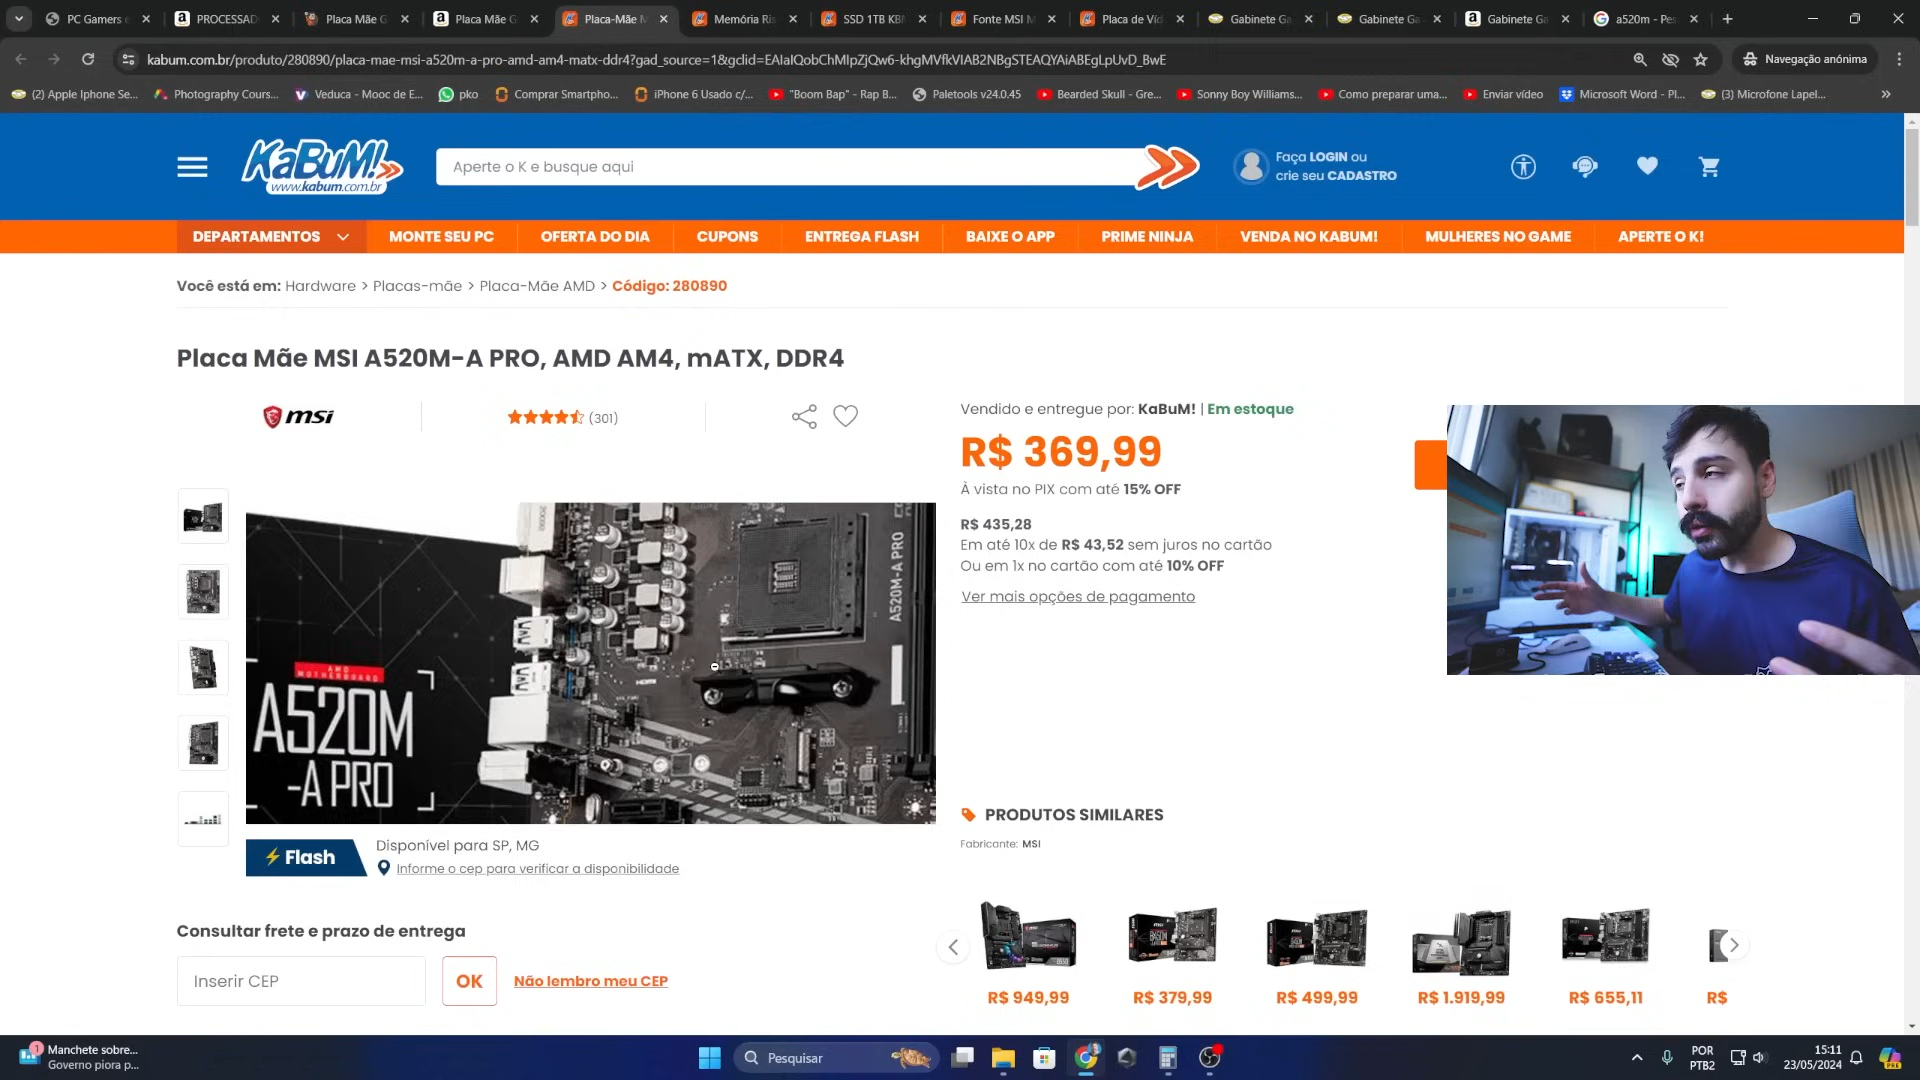 PC Gamers e
PROCESSAD
Placa Mãe G
Placa Mãe G
Placa-Mãe M
Memória Ris
SSD 1TB KB
Fonte MSI M
Placa de Víd
Gabinete Ga
Gabinete Ga
Gabinete Ga
a520m - Pes
kabum.com.br/produto/280890/placa-mae-msi-a520m-a-pro-amd-am4-matx-ddr4?gad_source=1&gclid=EAIaIQobChMIpZjQw6-khgMVfkVIAB2NBgSTEAQYAiABEgLpUvD_BwE
Navegação anónima
(2) Apple Iphone Se...
Photography Cours...
Veduca - Mooc de E...
pko
Comprar Smartpho...
iPhone 6 Usado c/...
"Boom Bap" - Rap B...
Paletools v24.0.45
Bearded Skull - Gre...
Sonny Boy Williams...
Como preparar uma...
Enviar vídeo
Microsoft Word - Pl...
(3) Microfone Lapel...
KaBuM!
www.kabum.com.br
Aperte o K e busque aqui
Faça LOGIN ou
crie seu CADASTRO
DEPARTAMENTOS
MONTE SEU PC
OFERTA DO DIA
CUPONS
ENTREGA FLASH
BAIXE O APP
PRIME NINJA
VENDA NO KABUM!
MULHERES NO GAME
APERTE O K!
Você está em: Hardware > Placas-mãe > Placa-Mãe AMD > Código: 280890
Placa Mãe MSI A520M-A PRO, AMD AM4, mATX, DDR4
msi
(301)
Vendido e entregue por: KaBuM! | Em estoque
R$ 369,99
À vista no PIX com até 15% OFF
R$ 435,28
Em até 10x de R$ 43,52 sem juros no cartão
Ou em 1x no cartão com até 10% OFF
Ver mais opções de pagamento
A520M-A PRO
HDMI
AMD
MOTHERBOARD
A520M
-A PRO
PRODUTOS SIMILARES
Fabricante: MSI
Flash
Disponível para SP, MG
Informe o cep para verificar a disponibilidade
Consultar frete e prazo de entrega
Inserir CEP
OK
Não lembro meu CEP
R$ 949,99
R$ 379,99
R$ 499,99
R$ 1.919,99
R$ 655,11
R$
1
Manchete sobre...
Governo piora p...
Pesquisar
POR
PTB2
15:11
23/05/2024
PRE